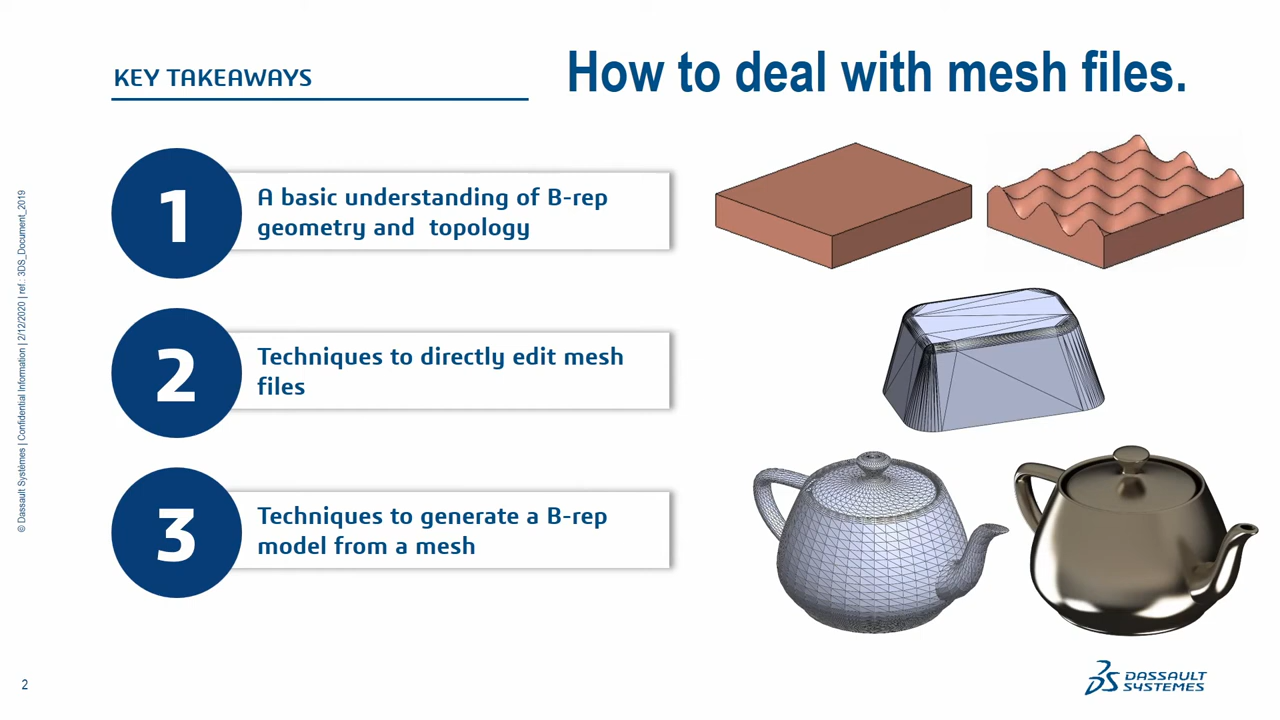 KEY TAKEAWAYS
How to deal with mesh files.
1
A basic understanding of B-rep
geometry and topology
2
Techniques to directly edit mesh
files
3
Techniques to generate a B-rep
model from a mesh
© Dassault Systèmes | Confidential Information | 2/12/2020 | ref.: 3DS_Document_2019
2
DASSAULT
SYSTEMES